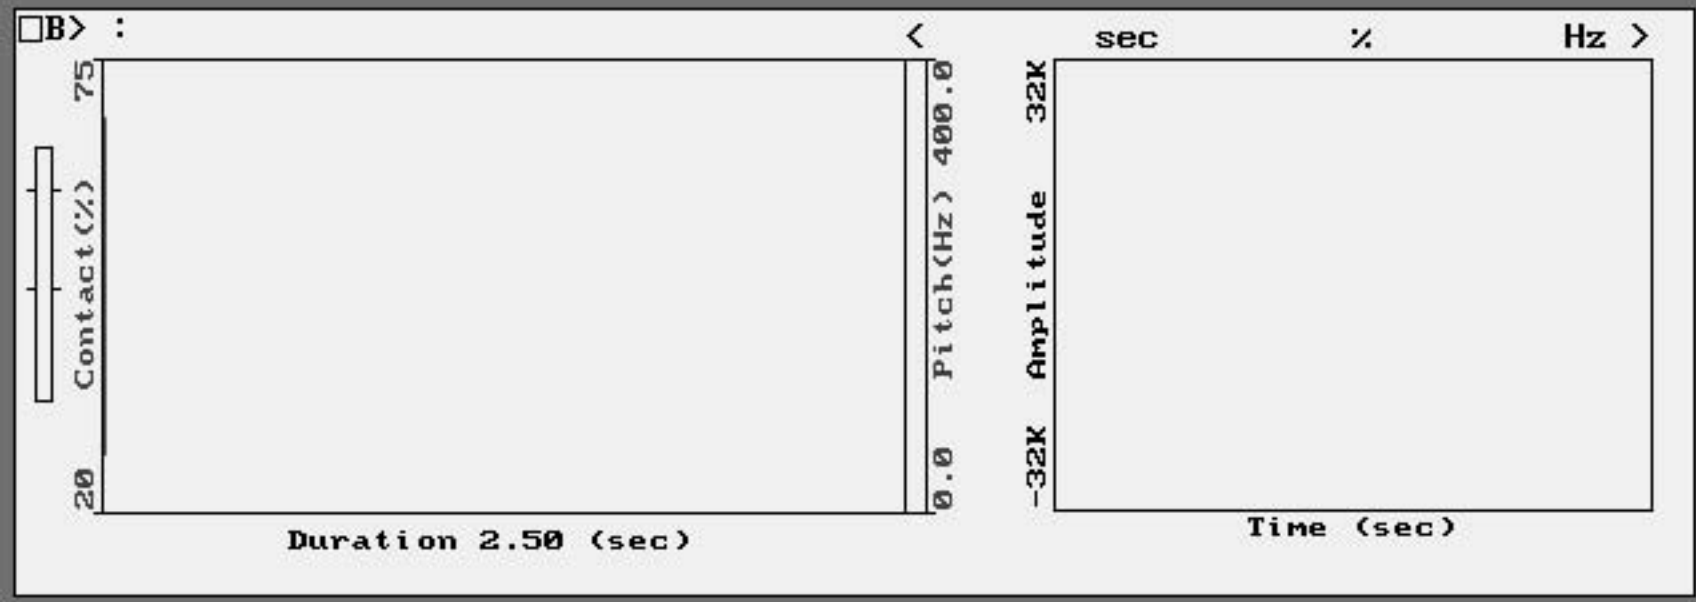 □B> :
< sec % Hz >
75
Contact(%)
20
400.0
Pitch(Hz)
0.0
Duration 2.50 (sec)
32K
Amplitude
-32K
Time (sec)